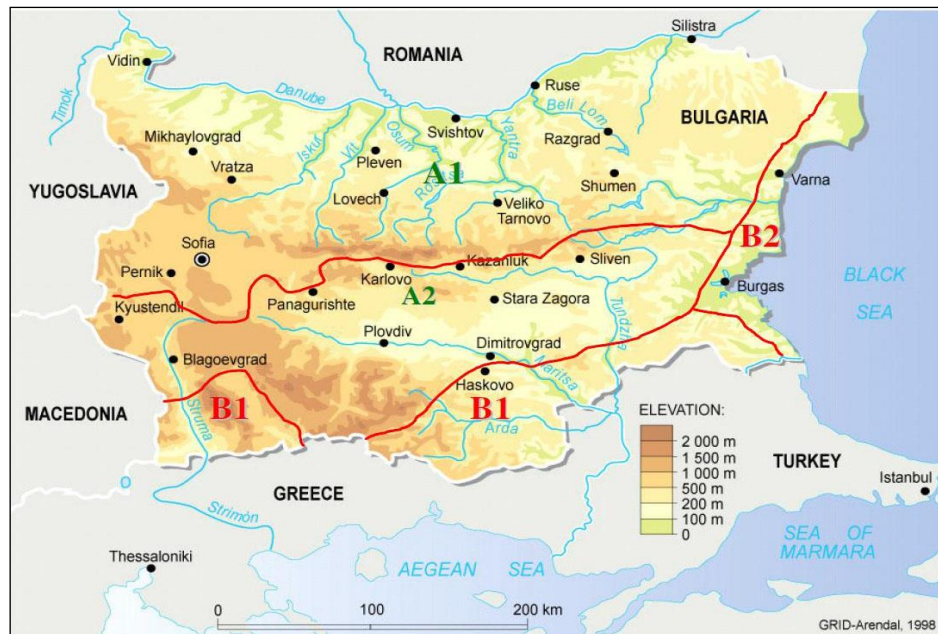 Silistra
ROMANIA
Vidin
Timok
Danube
Ruse
Beli Lom
BULGARIA
Svishtov
Yantra
Razgrad
Mikhaylovgrad
Iskut
Vit
Osum
Pleven
A1
Vratza
Rositsa
Shumen
Varna
YUGOSLAVIA
Lovech
Veliko
Tarnovo
Sofia
B2
Pernik
Karlovo
Kazanluk
Sliven
BLACK
SEA
Kyustendil
Panagurishte
A2
Stara Zagora
Tundzha
Burgas
Plovdiv
Dimitrovgrad
Blagoevgrad
Maritsa
Haskovo
MACEDONIA
Struma
B1
B1
Arda
ELEVATION:
2 000 m
1 500 m
1 000 m
500 m
200 m
100 m
0
TURKEY
Istanbul
GREECE
Strimón
SEA OF
MARMARA
Thessaloniki
AEGEAN SEA
0 100 200 km
GRID-Arendal, 1998